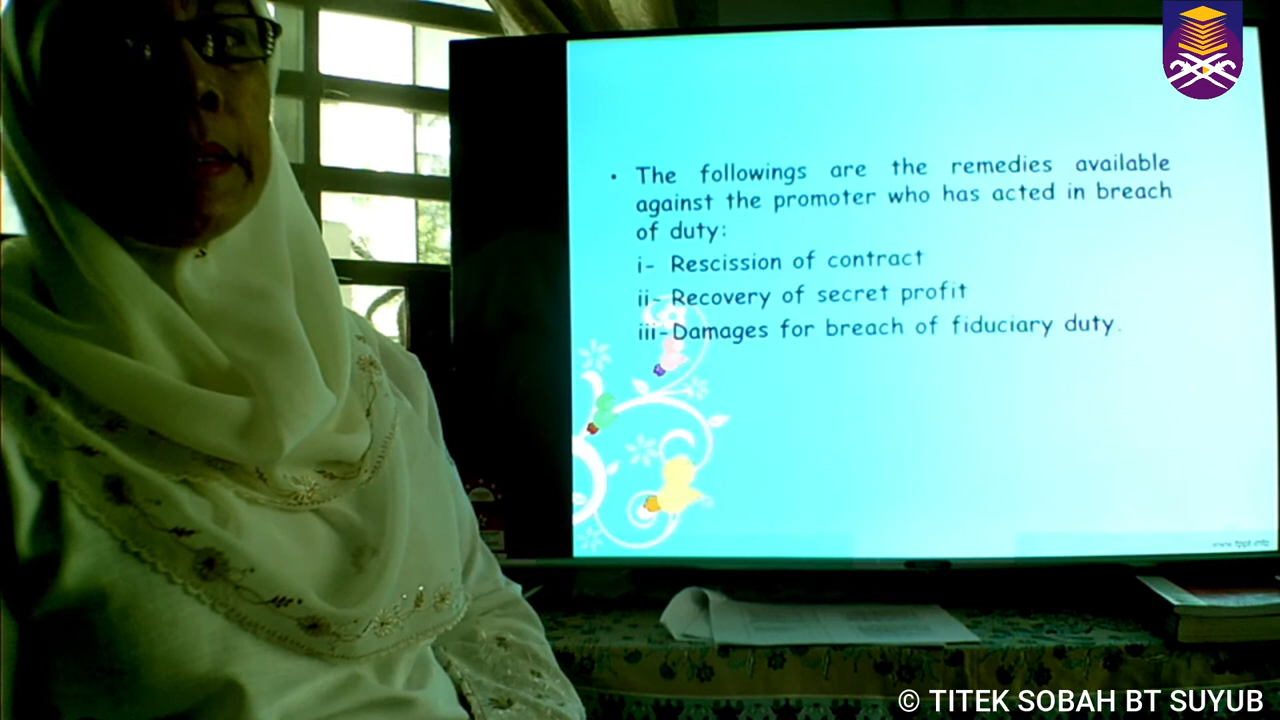 • The followings are the remedies available
against the promoter who has acted in breach
of duty:
i- Rescission of contract
ii- Recovery of secret profit
iii-Damages for breach of fiduciary duty.
© TITEK SOBAH BT SUYUB